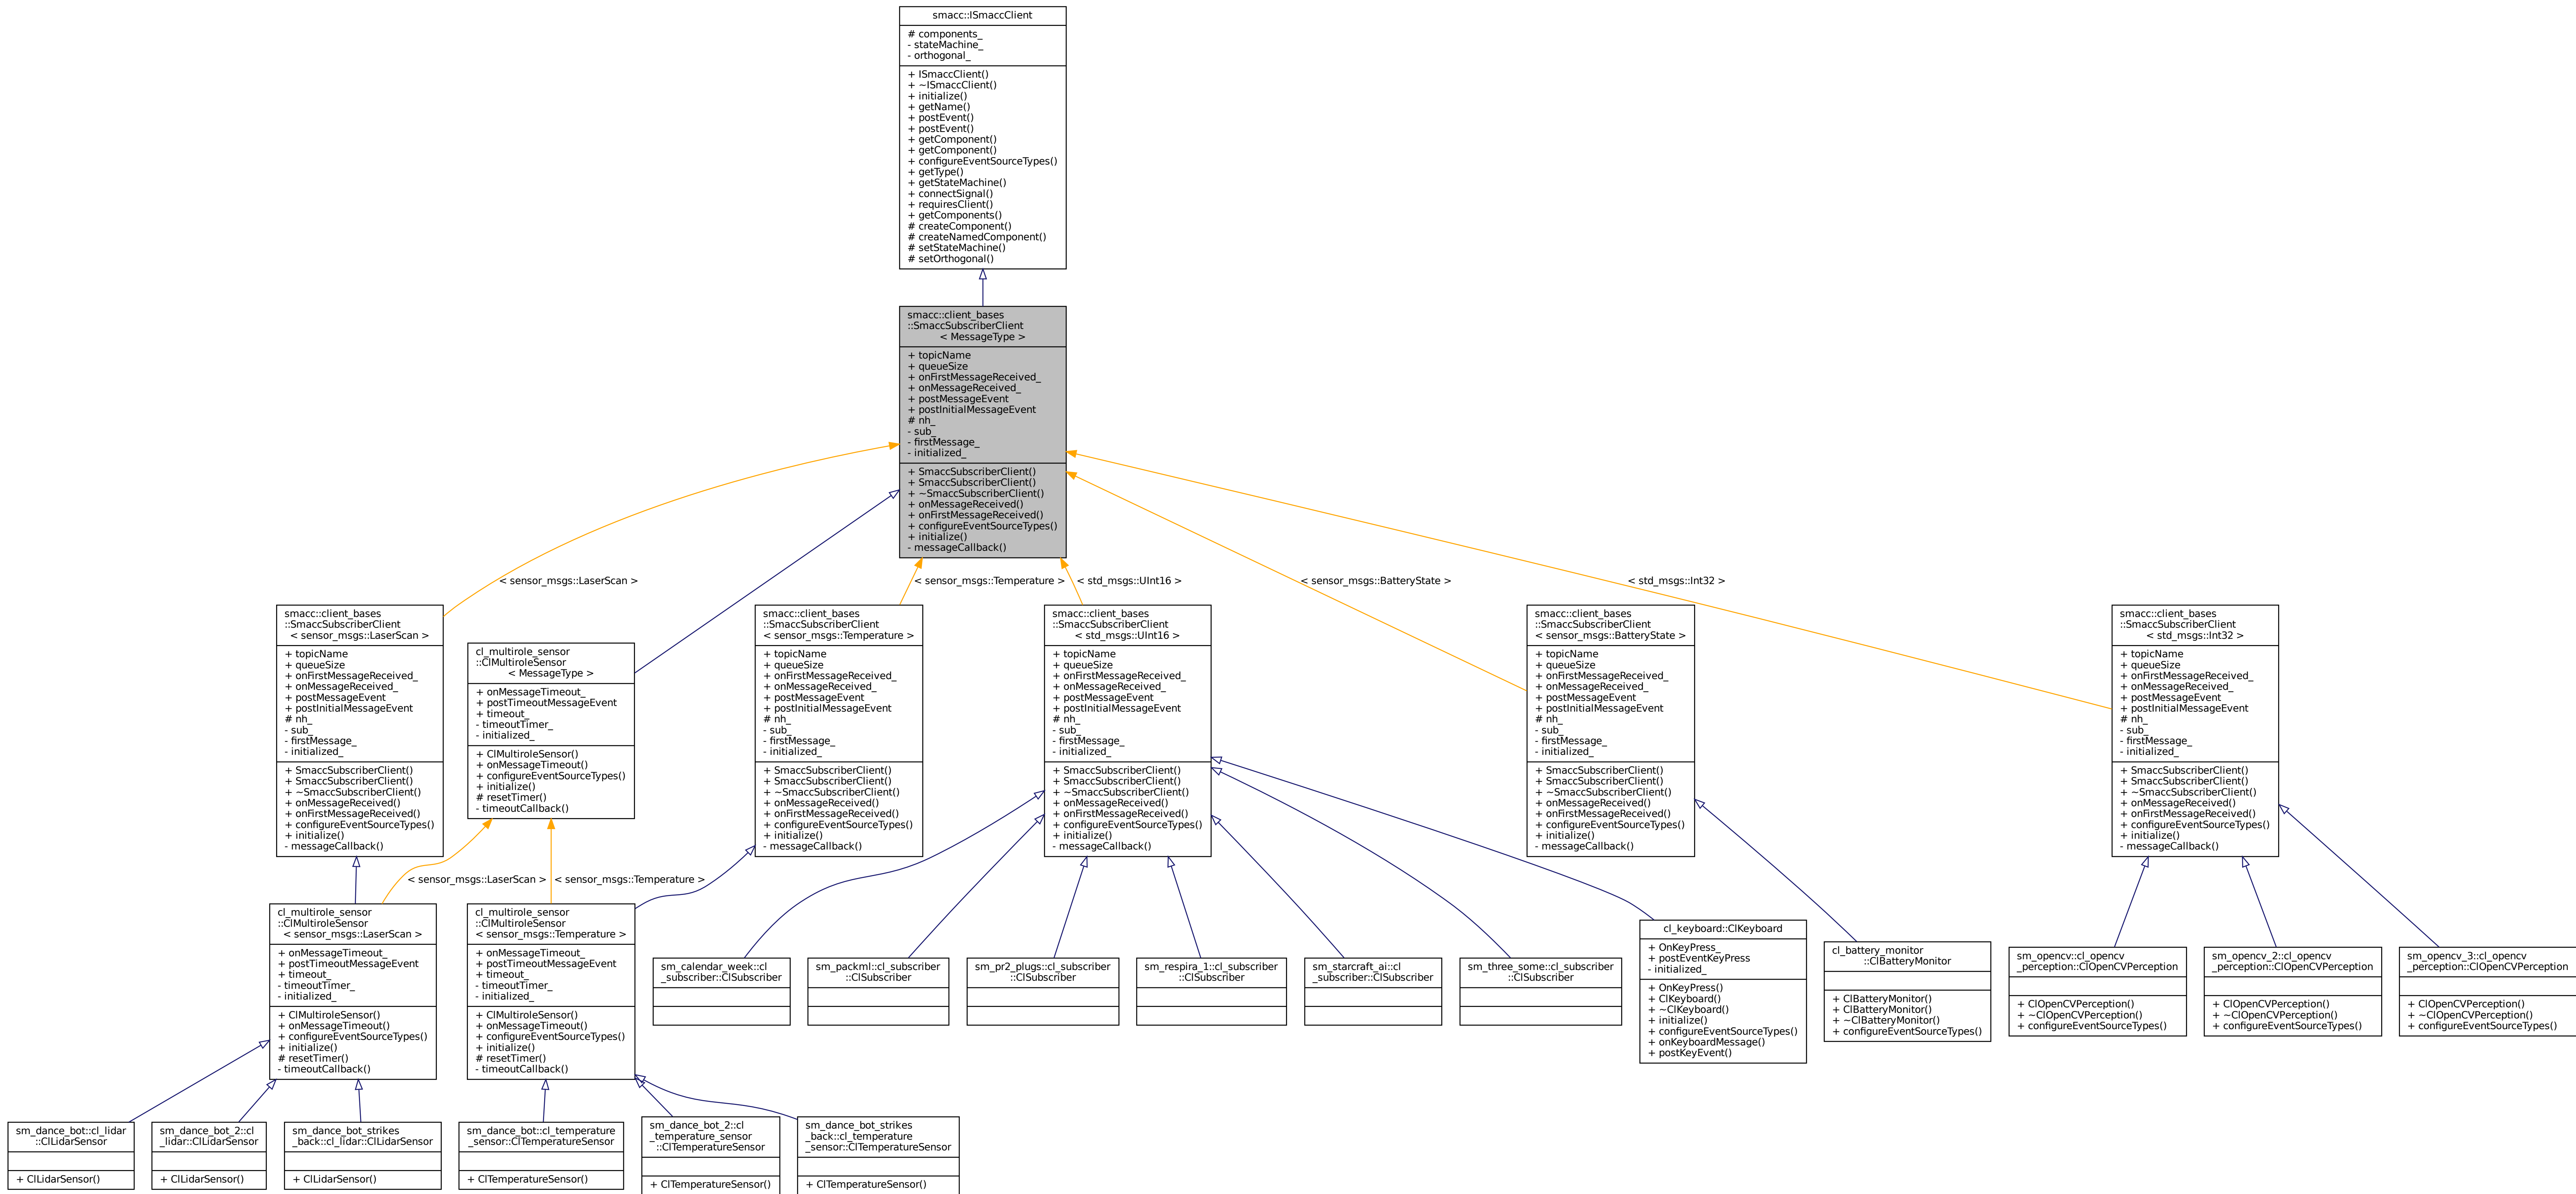 smacc::ISmaccClient
# components_
- stateMachine_
- orthogonal_
+ ISmaccClient()
+ ~ISmaccClient()
+ initialize()
+ getName()
+ postEvent()
+ postEvent()
+ getComponent()
+ getComponent()
+ configureEventSourceTypes()
+ getType()
+ getStateMachine()
+ connectSignal()
+ requiresClient()
+ getComponents()
# createComponent()
# createNamedComponent()
# setStateMachine()
# setOrthogonal()
smacc::client_bases
::SmaccSubscriberClient
< MessageType >
+ topicName
+ queueSize
+ onFirstMessageReceived_
+ onMessageReceived_
+ postMessageEvent
+ postInitialMessageEvent
# nh_
- sub_
- firstMessage_
- initialized_
+ SmaccSubscriberClient()
+ SmaccSubscriberClient()
+ ~SmaccSubscriberClient()
+ onMessageReceived()
+ onFirstMessageReceived()
+ configureEventSourceTypes()
+ initialize()
- messageCallback()
< sensor_msgs::LaserScan >
< sensor_msgs::Temperature >
< std_msgs::UInt16 >
< sensor_msgs::BatteryState >
< std_msgs::Int32 >
smacc::client_bases
::SmaccSubscriberClient
< sensor_msgs::LaserScan >
+ topicName
+ queueSize
+ onFirstMessageReceived_
+ onMessageReceived_
+ postMessageEvent
+ postInitialMessageEvent
# nh_
- sub_
- firstMessage_
- initialized_
+ SmaccSubscriberClient()
+ SmaccSubscriberClient()
+ ~SmaccSubscriberClient()
+ onMessageReceived()
+ onFirstMessageReceived()
+ configureEventSourceTypes()
+ initialize()
- messageCallback()
cl_multirole_sensor
::ClMultiroleSensor
< MessageType >
+ onMessageTimeout_
+ postTimeoutMessageEvent
+ timeout_
- timeoutTimer_
- initialized_
+ ClMultiroleSensor()
+ onMessageTimeout()
+ configureEventSourceTypes()
+ initialize()
# resetTimer()
- timeoutCallback()
smacc::client_bases
::SmaccSubscriberClient
< sensor_msgs::Temperature >
+ topicName
+ queueSize
+ onFirstMessageReceived_
+ onMessageReceived_
+ postMessageEvent
+ postInitialMessageEvent
# nh_
- sub_
- firstMessage_
- initialized_
+ SmaccSubscriberClient()
+ SmaccSubscriberClient()
+ ~SmaccSubscriberClient()
+ onMessageReceived()
+ onFirstMessageReceived()
+ configureEventSourceTypes()
+ initialize()
- messageCallback()
smacc::client_bases
::SmaccSubscriberClient
< std_msgs::UInt16 >
+ topicName
+ queueSize
+ onFirstMessageReceived_
+ onMessageReceived_
+ postMessageEvent
+ postInitialMessageEvent
# nh_
- sub_
- firstMessage_
- initialized_
+ SmaccSubscriberClient()
+ SmaccSubscriberClient()
+ ~SmaccSubscriberClient()
+ onMessageReceived()
+ onFirstMessageReceived()
+ configureEventSourceTypes()
+ initialize()
- messageCallback()
smacc::client_bases
::SmaccSubscriberClient
< sensor_msgs::BatteryState >
+ topicName
+ queueSize
+ onFirstMessageReceived_
+ onMessageReceived_
+ postMessageEvent
+ postInitialMessageEvent
# nh_
- sub_
- firstMessage_
- initialized_
+ SmaccSubscriberClient()
+ SmaccSubscriberClient()
+ ~SmaccSubscriberClient()
+ onMessageReceived()
+ onFirstMessageReceived()
+ configureEventSourceTypes()
+ initialize()
- messageCallback()
smacc::client_bases
::SmaccSubscriberClient
< std_msgs::Int32 >
+ topicName
+ queueSize
+ onFirstMessageReceived_
+ onMessageReceived_
+ postMessageEvent
+ postInitialMessageEvent
# nh_
- sub_
- firstMessage_
- initialized_
+ SmaccSubscriberClient()
+ SmaccSubscriberClient()
+ ~SmaccSubscriberClient()
+ onMessageReceived()
+ onFirstMessageReceived()
+ configureEventSourceTypes()
+ initialize()
- messageCallback()
< sensor_msgs::LaserScan >
< sensor_msgs::Temperature >
cl_multirole_sensor
::ClMultiroleSensor
< sensor_msgs::LaserScan >
+ onMessageTimeout_
+ postTimeoutMessageEvent
+ timeout_
- timeoutTimer_
- initialized_
+ ClMultiroleSensor()
+ onMessageTimeout()
+ configureEventSourceTypes()
+ initialize()
# resetTimer()
- timeoutCallback()
cl_multirole_sensor
::ClMultiroleSensor
< sensor_msgs::Temperature >
+ onMessageTimeout_
+ postTimeoutMessageEvent
+ timeout_
- timeoutTimer_
- initialized_
+ ClMultiroleSensor()
+ onMessageTimeout()
+ configureEventSourceTypes()
+ initialize()
# resetTimer()
- timeoutCallback()
sm_calendar_week::cl
_subscriber::ClSubscriber
sm_packml::cl_subscriber
::ClSubscriber
sm_pr2_plugs::cl_subscriber
::ClSubscriber
sm_respira_1::cl_subscriber
::ClSubscriber
sm_starcraft_ai::cl
_subscriber::ClSubscriber
sm_three_some::cl_subscriber
::ClSubscriber
cl_keyboard::ClKeyboard
+ OnKeyPress_
+ postEventKeyPress
- initialized_
+ OnKeyPress()
+ ClKeyboard()
+ ~ClKeyboard()
+ initialize()
+ configureEventSourceTypes()
+ onKeyboardMessage()
+ postKeyEvent()
cl_battery_monitor
::ClBatteryMonitor
+ ClBatteryMonitor()
+ ClBatteryMonitor()
+ ~ClBatteryMonitor()
+ configureEventSourceTypes()
sm_opencv::cl_opencv
_perception::ClOpenCVPerception
+ ClOpenCVPerception()
+ ~ClOpenCVPerception()
+ configureEventSourceTypes()
sm_opencv_2::cl_opencv
_perception::ClOpenCVPerception
+ ClOpenCVPerception()
+ ~ClOpenCVPerception()
+ configureEventSourceTypes()
sm_opencv_3::cl_opencv
_perception::ClOpenCVPerception
+ ClOpenCVPerception()
+ ~ClOpenCVPerception()
+ configureEventSourceTypes()
sm_dance_bot::cl_lidar
::ClLidarSensor
+ ClLidarSensor()
sm_dance_bot_2::cl
_lidar::ClLidarSensor
+ ClLidarSensor()
sm_dance_bot_strikes
_back::cl_lidar::ClLidarSensor
+ ClLidarSensor()
sm_dance_bot::cl_temperature
_sensor::ClTemperatureSensor
+ ClTemperatureSensor()
sm_dance_bot_2::cl
_temperature_sensor
::ClTemperatureSensor
+ ClTemperatureSensor()
sm_dance_bot_strikes
_back::cl_temperature
_sensor::ClTemperatureSensor
+ ClTemperatureSensor()